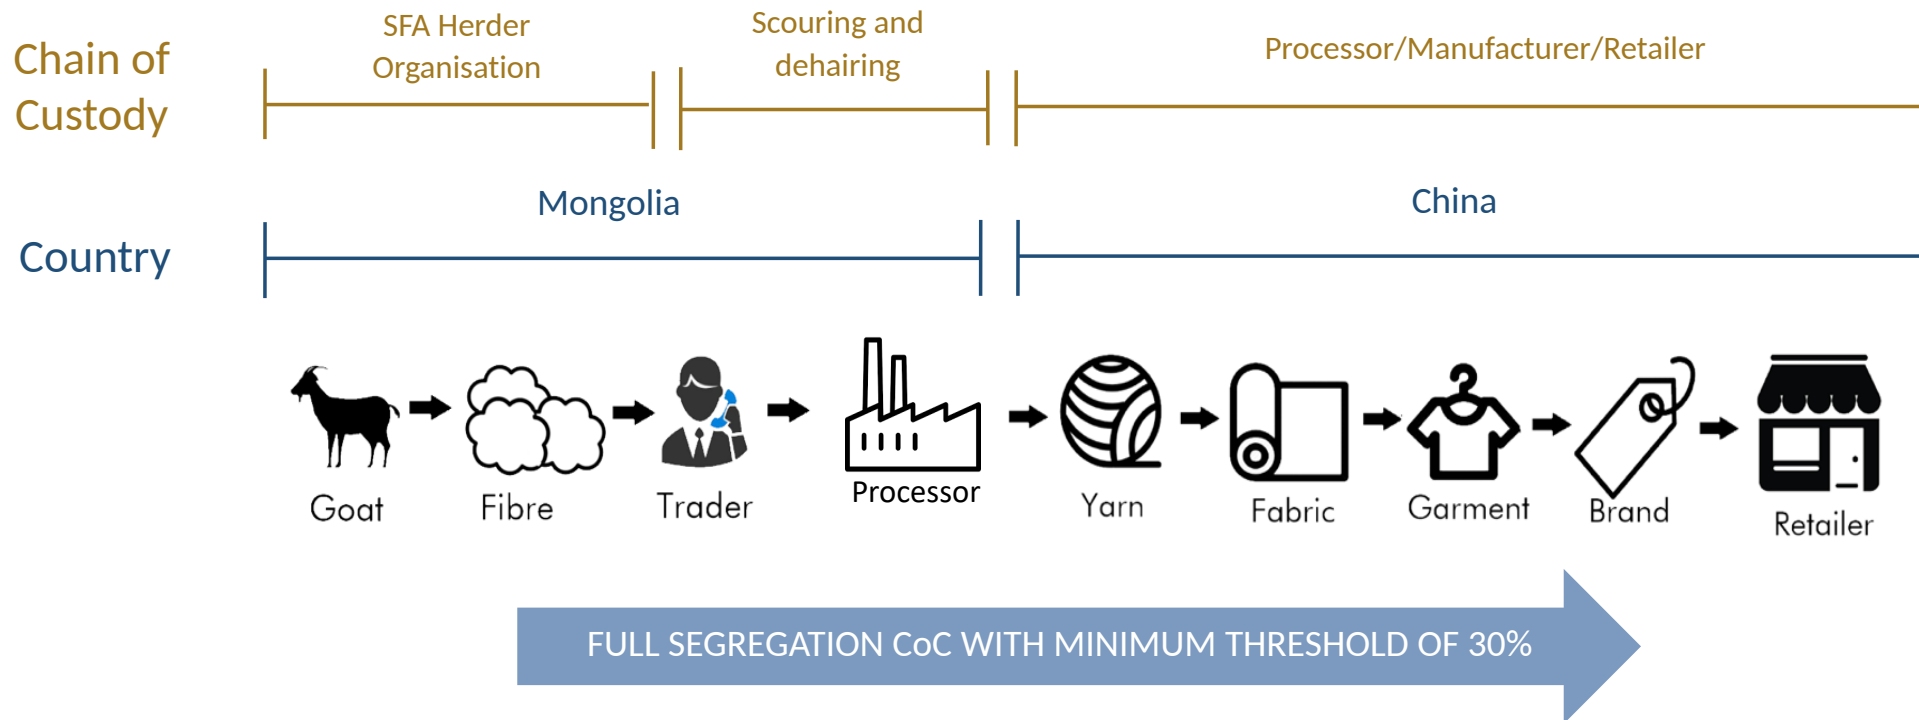 Chain of
Custody
SFA Herder
Organisation
Scouring and
dehairing
Processor/Manufacturer/Retailer
Country
Mongolia
China
Goat
Fibre
Trader
Processor
Yarn
Fabric
Garment
Brand
Retailer
FULL SEGREGATION CoC WITH MINIMUM THRESHOLD OF 30%